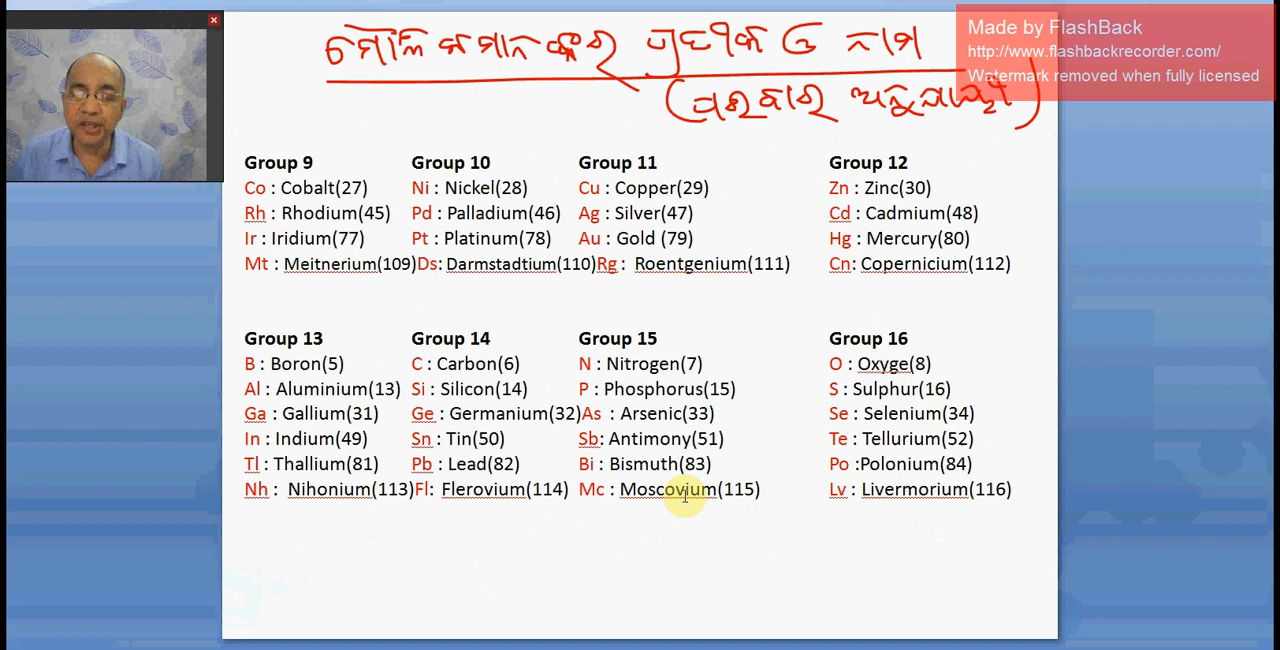 ମୌଳିକମାନଙ୍କର ପ୍ରତୀକ ଓ ନାମ
(ପରିବାର ଅନୁଯାୟୀ)
Made by FlashBack
http://www.flashbackrecorder.com/
Watermark removed when fully licensed
Group 9 Group 10 Group 11 Group 12
Co : Cobalt(27) Ni : Nickel(28) Cu : Copper(29) Zn : Zinc(30)
Rh : Rhodium(45) Pd : Palladium(46) Ag : Silver(47) Cd : Cadmium(48)
Ir : Iridium(77) Pt : Platinum(78) Au : Gold (79) Hg : Mercury(80)
Mt : Meitnerium(109) Ds: Darmstadtium(110) Rg : Roentgenium(111) Cn: Copernicium(112)
Group 13 Group 14 Group 15 Group 16
B : Boron(5) C : Carbon(6) N : Nitrogen(7) O : Oxyge(8)
Al : Aluminium(13) Si : Silicon(14) P : Phosphorus(15) S : Sulphur(16)
Ga : Gallium(31) Ge : Germanium(32) As : Arsenic(33) Se : Selenium(34)
In : Indium(49) Sn : Tin(50) Sb: Antimony(51) Te : Tellurium(52)
Tl : Thallium(81) Pb : Lead(82) Bi : Bismuth(83) Po :Polonium(84)
Nh : Nihonium(113) Fl: Flerovium(114) Mc : Moscovium(115) Lv : Livermorium(116)